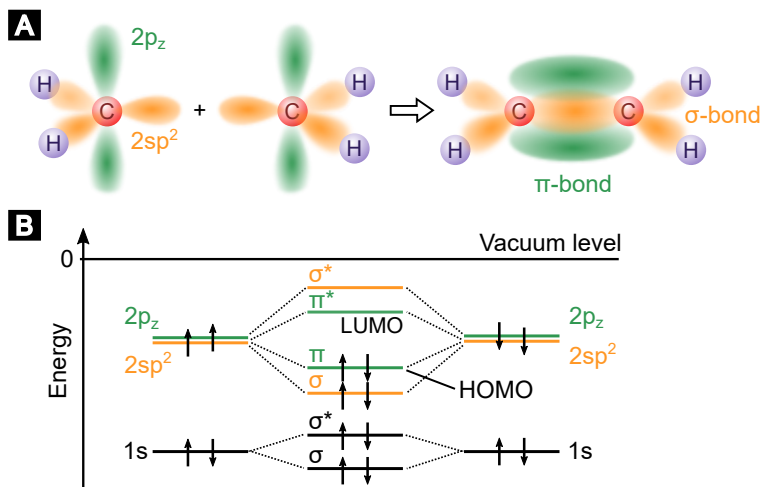 A
2pz
H
H
C
2sp²
+
C
H
H
H
H
C
C
H
H
σ-bond
π-bond
B
0
Vacuum level
Energy
σ*
π*
LUMO
2pz
2sp²
2pz
2sp²
π
σ
HOMO
σ*
1s
1s
σ